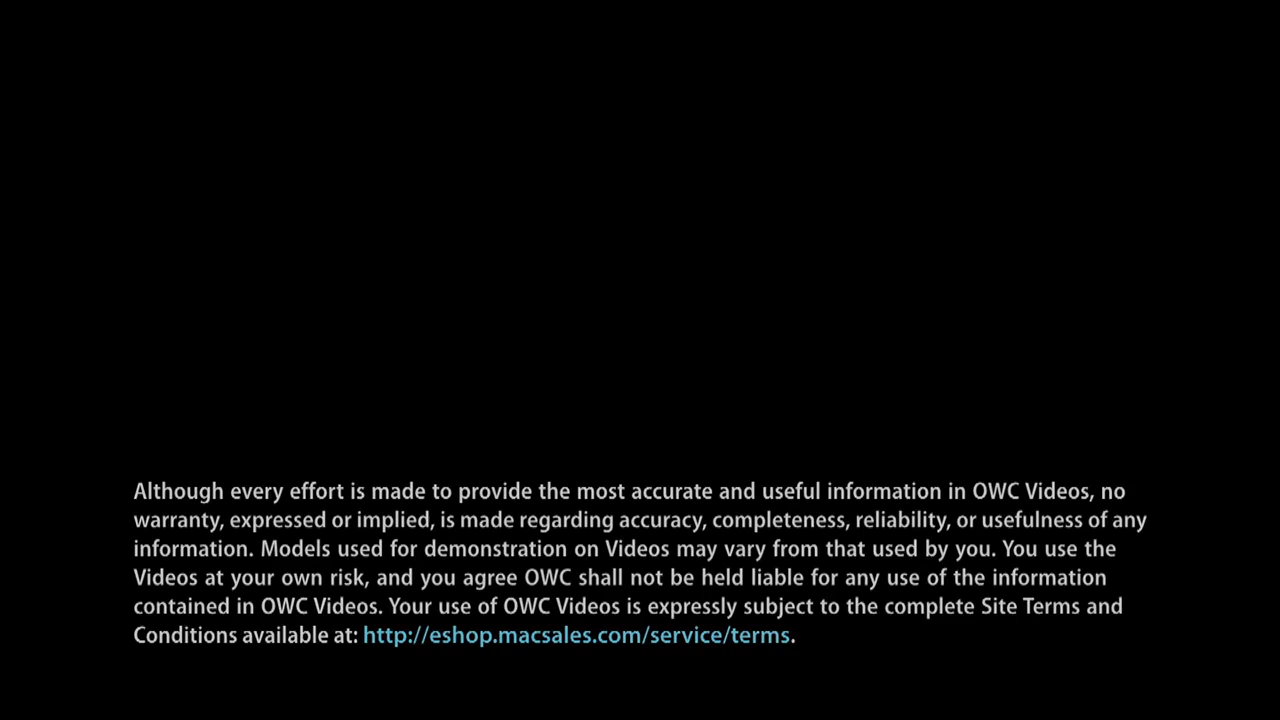 Although every effort is made to provide the most accurate and useful information in OWC Videos, no
warranty, expressed or implied, is made regarding accuracy, completeness, reliability, or usefulness of any
information. Models used for demonstration on Videos may vary from that used by you. You use the
Videos at your own risk, and you agree OWC shall not be held liable for any use of the information
contained in OWC Videos. Your use of OWC Videos is expressly subject to the complete Site Terms and
Conditions available at: http://eshop.macsales.com/service/terms.